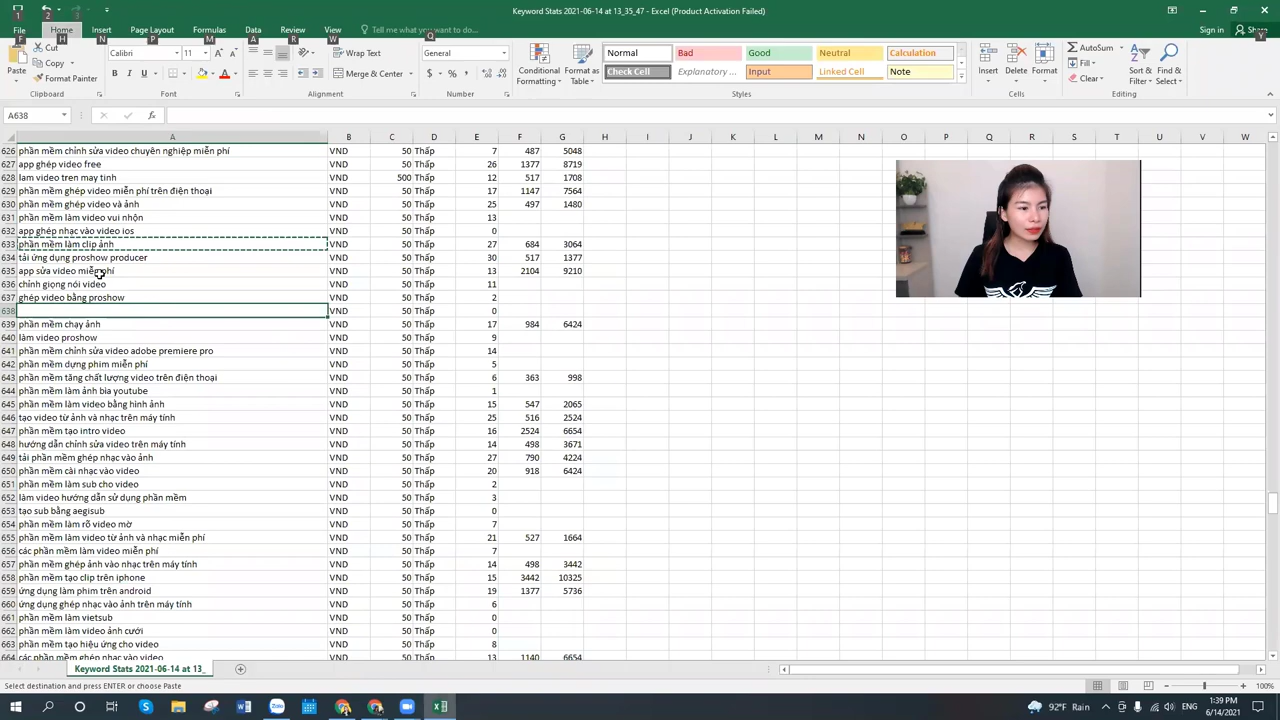 Keyword Stats 2021-06-14 at 13_35_47 - Excel (Product Activation Failed)
Sign in
Share
File Home Insert Page Layout Formulas Data Review View Tell me what you want to do...
F H N P M A R W Q Y
1 2 3
Cut
Copy
Format Painter
Paste
Clipboard
Calibri 11
Font
Wrap Text
Merge & Center
Alignment
General
Number
Conditional Formatting
Format as Table
Normal Bad Good Neutral Calculation
Check Cell Explanatory ... Input Linked Cell Note
Styles
Insert Delete Format
Cells
AutoSum
Fill
Clear
Sort & Filter
Find & Select
Editing
A638
A B C D E F G H I J K L M N O P Q R S T U V W
626 phần mềm chỉnh sửa video chuyên nghiệp miễn phí VND 50 Thấp 7 487 5048
627 app ghép video free VND 50 Thấp 26 1377 8719
628 lam video tren may tinh VND 500 Thấp 12 517 1708
629 phần mềm ghép video miễn phí trên điện thoại VND 50 Thấp 17 1147 7564
630 phần mềm ghép video và ảnh VND 50 Thấp 25 497 1480
631 phần mềm làm video vui nhộn VND 50 Thấp 13
632 app ghép nhạc vào video ios VND 50 Thấp 0
633 phần mềm làm clip ảnh VND 50 Thấp 27 684 3064
634 tải ứng dụng proshow producer VND 50 Thấp 30 517 1377
635 app sửa video miễn phí VND 50 Thấp 13 2104 9210
636 chỉnh giọng nói video VND 50 Thấp 11
637 ghép video bằng proshow VND 50 Thấp 2
638 VND 50 Thấp 0
639 phần mềm chạy ảnh VND 50 Thấp 17 984 6424
640 làm video proshow VND 50 Thấp 9
641 phần mềm chỉnh sửa video adobe premiere pro VND 50 Thấp 14
642 phần mềm dựng phim miễn phí VND 50 Thấp 5
643 phần mềm tăng chất lượng video trên điện thoại VND 50 Thấp 6 363 998
644 phần mềm làm ảnh bìa youtube VND 50 Thấp 1
645 phần mềm làm video bằng hình ảnh VND 50 Thấp 15 547 2065
646 tạo video từ ảnh và nhạc trên máy tính VND 50 Thấp 25 516 2524
647 phần mềm tạo intro video VND 50 Thấp 16 2524 6654
648 hướng dẫn chỉnh sửa video trên máy tính VND 50 Thấp 14 498 3671
649 tải phần mềm ghép nhạc vào ảnh VND 50 Thấp 27 790 4224
650 phần mềm cài nhạc vào video VND 50 Thấp 20 918 6424
651 phần mềm làm sub cho video VND 50 Thấp 2
652 làm video hướng dẫn sử dụng phần mềm VND 50 Thấp 3
653 tạo sub bằng aegisub VND 50 Thấp 0
654 phần mềm làm rõ video mờ VND 50 Thấp 7
655 phần mềm làm video từ ảnh và nhạc miễn phí VND 50 Thấp 21 527 1664
656 các phần mềm làm video miễn phí VND 50 Thấp 7
657 phần mềm ghép ảnh vào nhạc trên máy tính VND 50 Thấp 14 498 3442
658 phần mềm tạo clip trên iphone VND 50 Thấp 15 3442 10325
659 ứng dụng làm phim trên android VND 50 Thấp 19 1377 5736
660 ứng dụng ghép nhạc vào ảnh trên máy tính VND 50 Thấp 6
661 phần mềm làm vietsub VND 50 Thấp 0
662 phần mềm làm video ảnh cưới VND 50 Thấp 0
663 phần mềm tạo hiệu ứng cho video VND 50 Thấp 8
664 các phần mềm ghép nhạc vào video VND 50 Thấp 13 1140 6654
Keyword Stats 2021-06-14 at 13_
Select destination and press ENTER or choose Paste
100%
92°F Rain
1:39 PM
6/14/2021